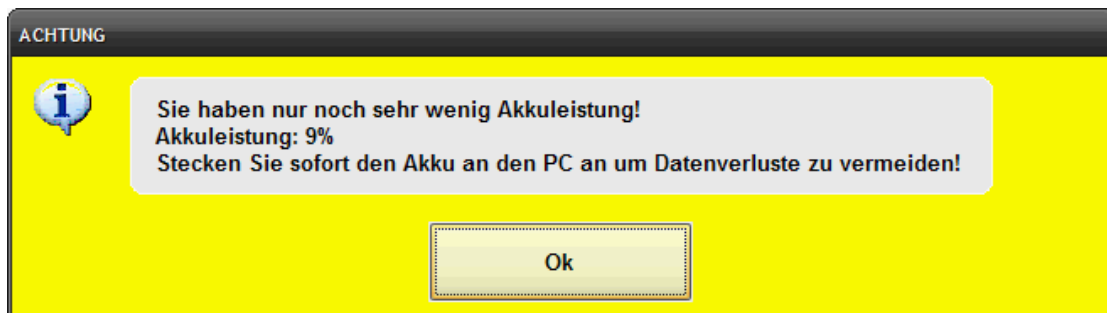 ACHTUNG
Sie haben nur noch sehr wenig Akkuleistung!
Akkuleistung: 9%
Stecken Sie sofort den Akku an den PC an um Datenverluste zu vermeiden!
Ok